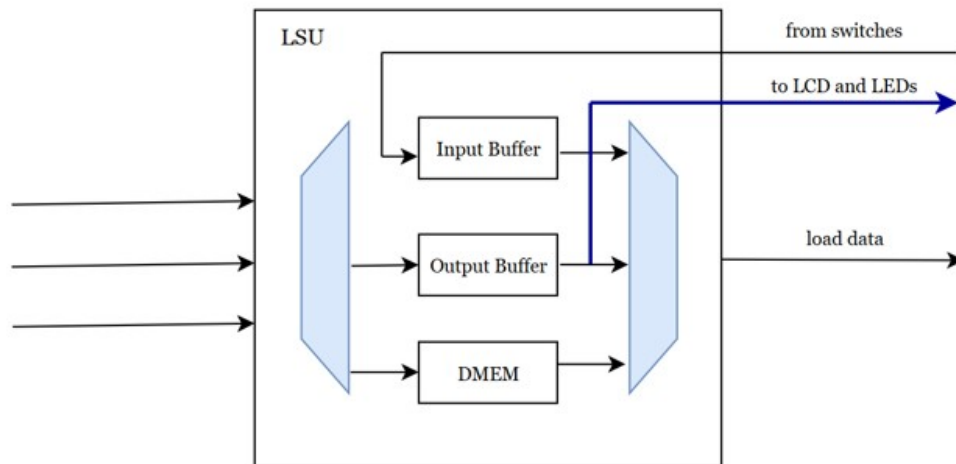 LSU
from switches
to LCD and LEDs
Input Buffer
Output Buffer
load data
DMEM